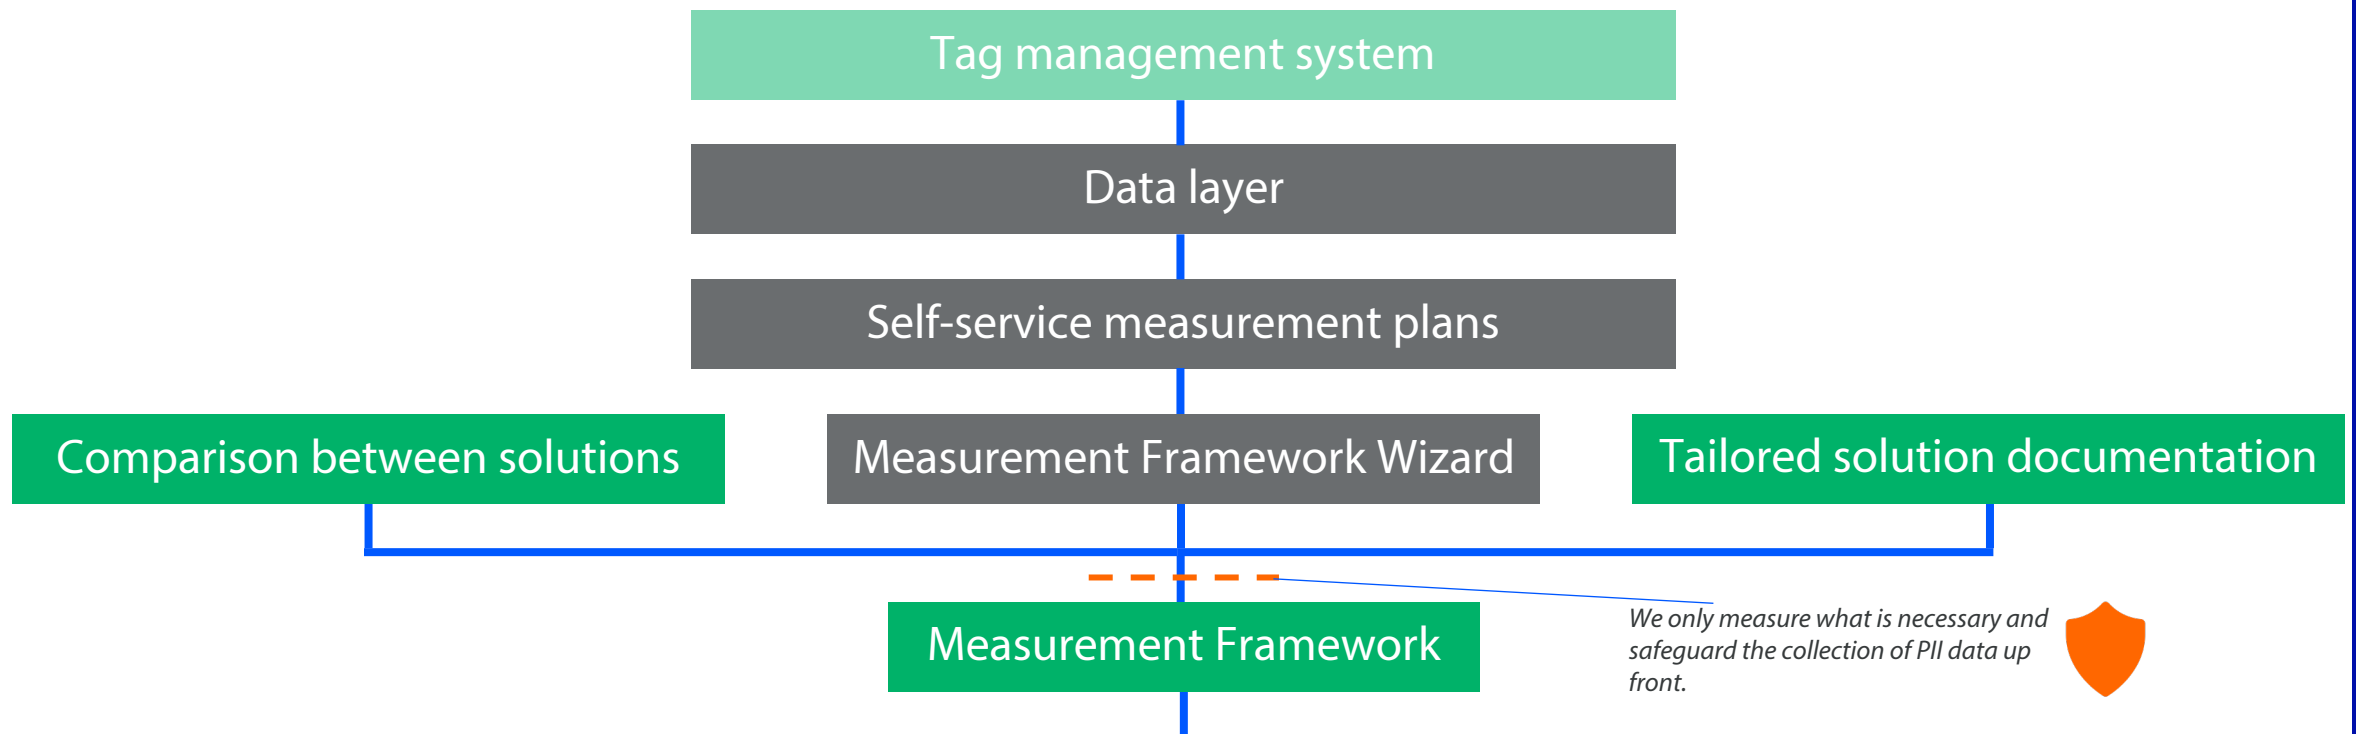 Tag management system
Data layer
Self-service measurement plans
Comparison between solutions
Measurement Framework Wizard
Tailored solution documentation
Measurement Framework
We only measure what is necessary and
safeguard the collection of PII data up
front.